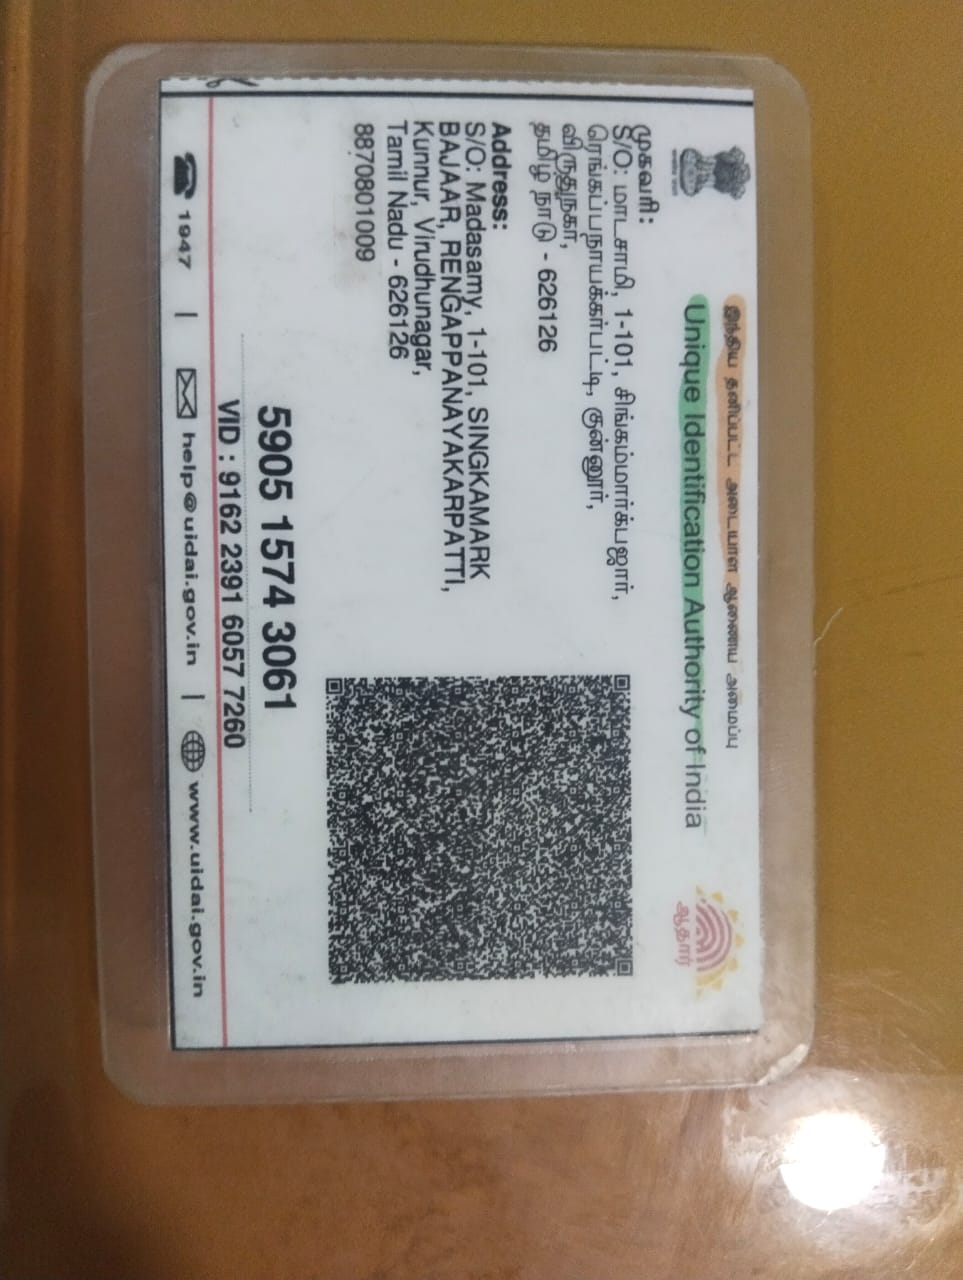 இந்திய தனிப்பட்ட அடையாள ஆணைய அமைப்பு
Unique Identification Authority of India
ஆதார்
முகவரி:
S/O: மாடசாமி, 1-101, சிங்கம்மார்க்பஜார்,
ரெங்கப்பநாயக்கர்பட்டி, குன்னூர்,
விருதுநகர்,
தமிழ் நாடு - 626126
Address:
S/O: Madasamy, 1-101, SINGKAMARK
BAJAAR, RENGAPPANAYAKARPATTI,
Kunnur, Virudhunagar,
Tamil Nadu - 626126
8870801009
5905 1574 3061
VID : 9162 2391 6057 7260
1947 | help@uidai.gov.in | www.uidai.gov.in